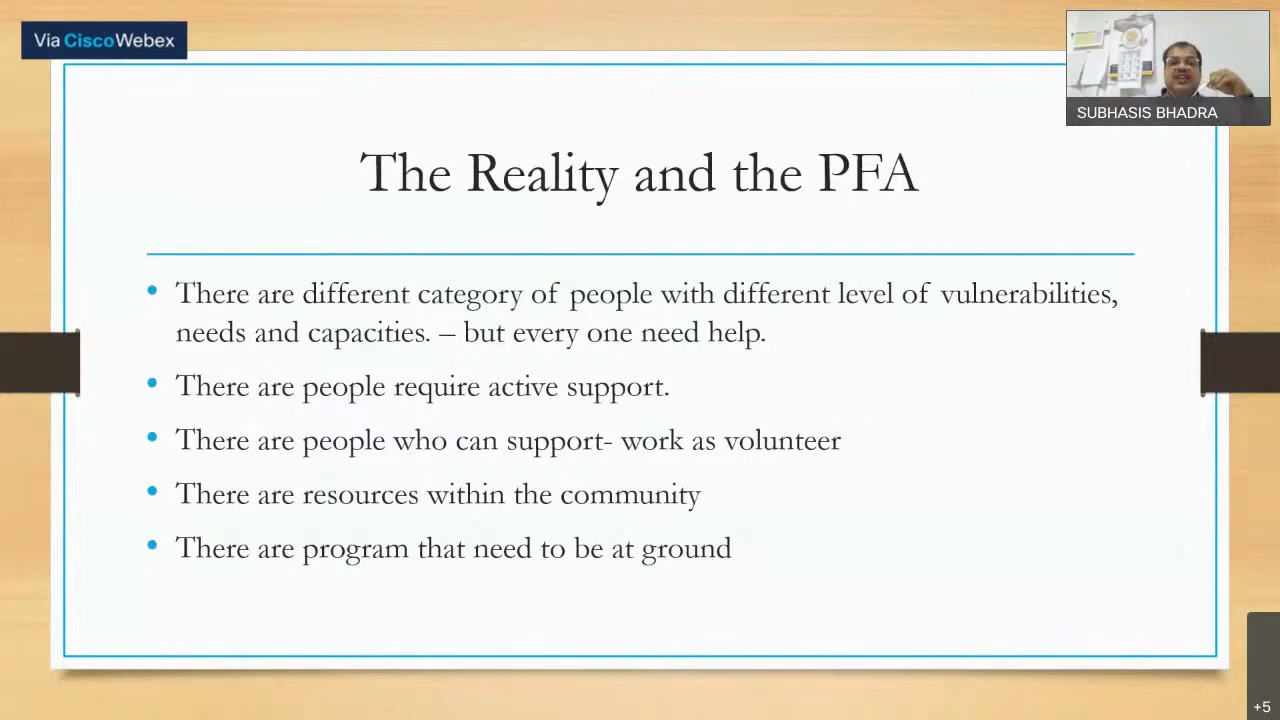 Via CiscoWebex
SUBHASIS BHADRA
The Reality and the PFA
• There are different category of people with different level of vulnerabilities,
needs and capacities. – but every one need help.
• There are people require active support.
• There are people who can support- work as volunteer
• There are resources within the community
• There are program that need to be at ground
+5